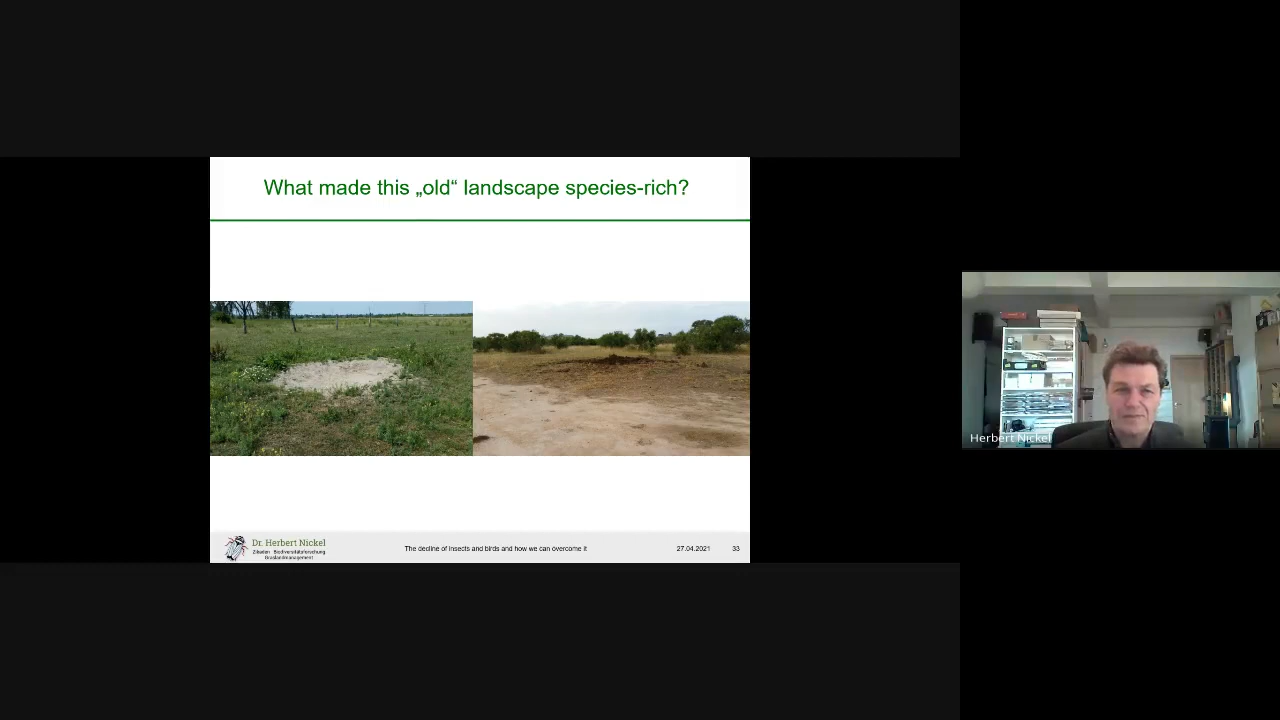 What made this „old“ landscape species-rich?
Dr. Herbert Nickel
Zikaden Biodiversitätsforschung
Graslandmanagement
The decline of insects and birds and how we can overcome it
27.04.2021
33
Herbert Nickel